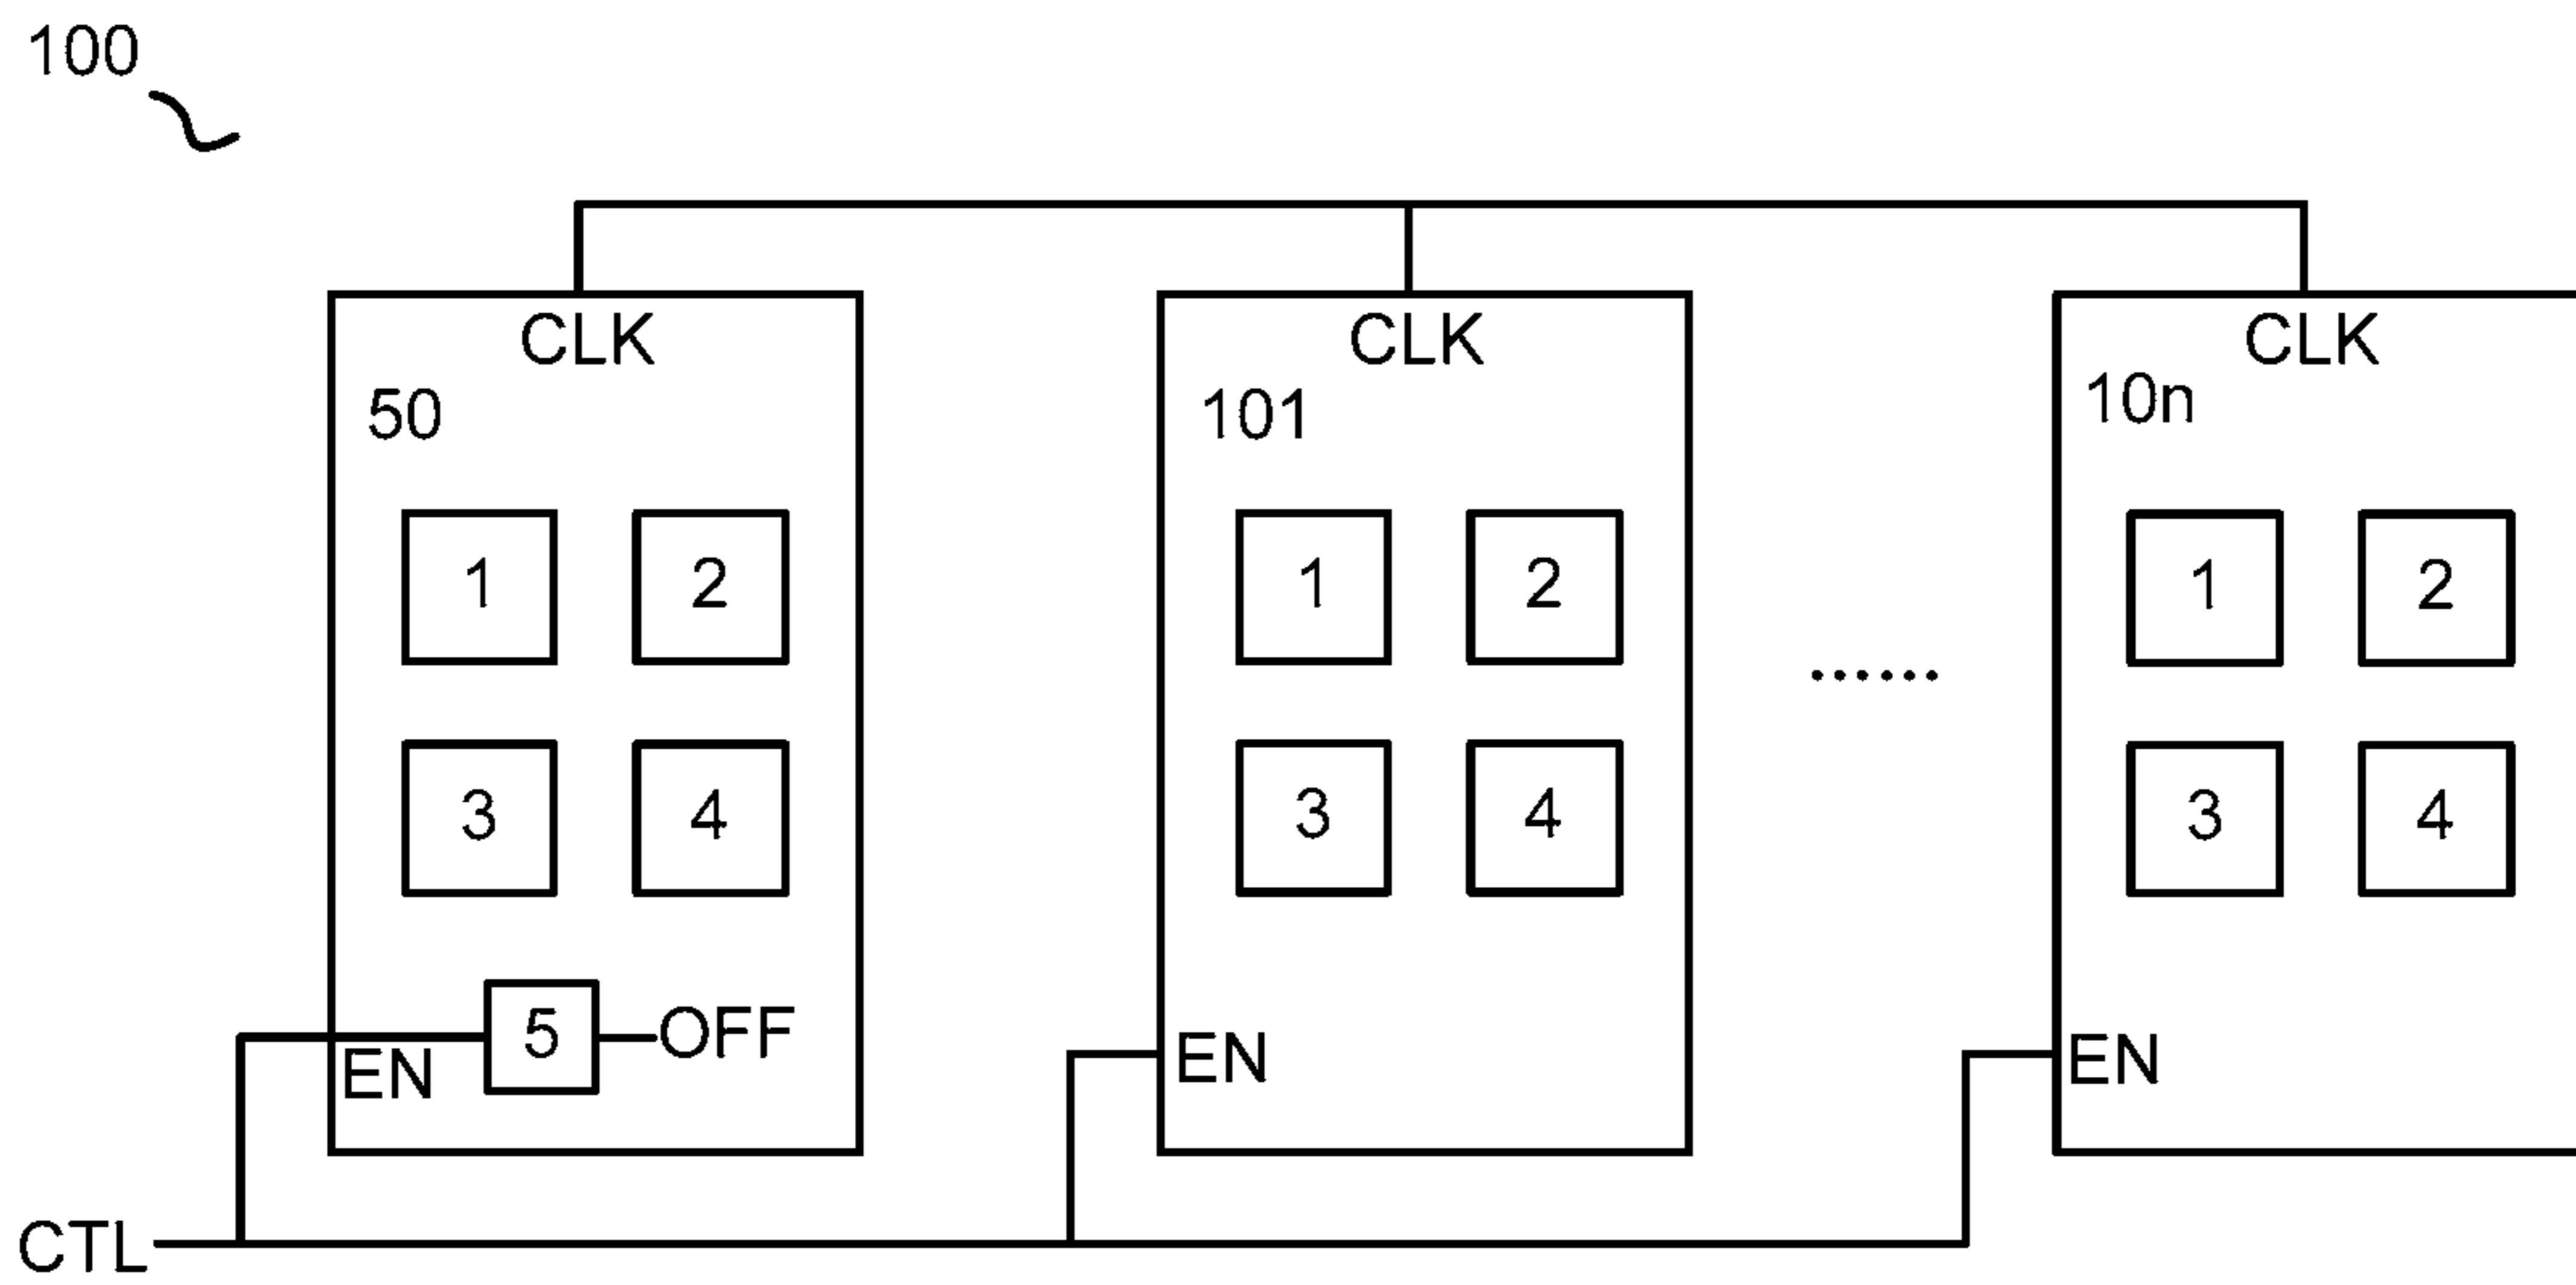 100
CLK CLK CLK
50 101 10n
1 2 1 2 1 2
......
3 4 3 4 3 4
5 OFF
EN EN EN
CTL